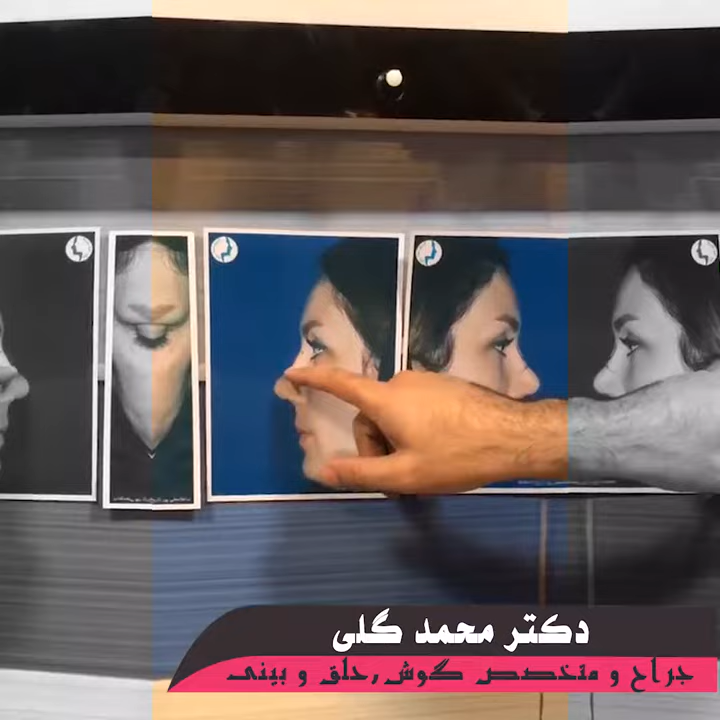 دکتر محمد گلی
جراح و متخصص گوش,حلق و بینی